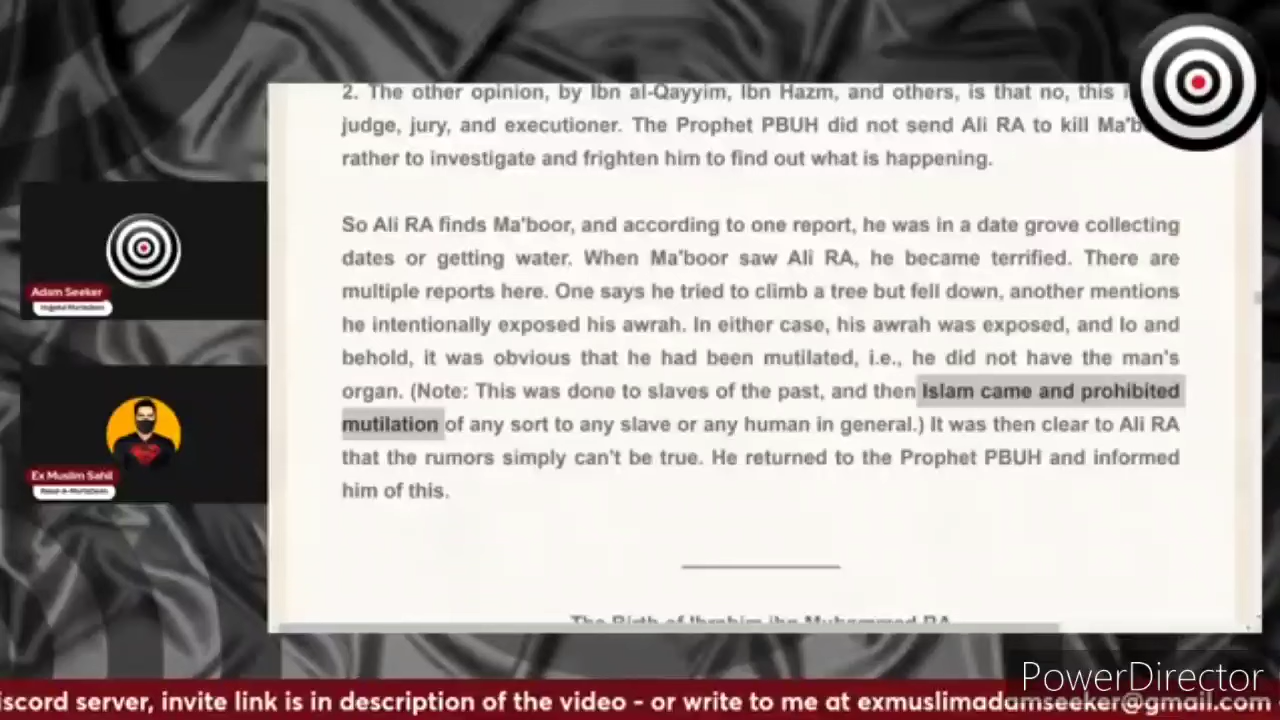 2. The other opinion, by Ibn al-Qayyim, Ibn Hazm, and others, is that no, this
judge, jury, and executioner. The Prophet PBUH did not send Ali RA to kill
rather to investigate and frighten him to find out what is happening.
So Ali RA finds Ma'boor, and according to one report, he was in a date grove collecting
dates or getting water. When Ma'boor saw Ali RA, he became terrified. There are
multiple reports here. One says he tried to climb a tree but fell down, another mentions
he intentionally exposed his awrah. In either case, his awrah was exposed, and lo and
behold, it was obvious that he had been mutilated, i.e., he did not have the man's
organ. (Note: This was done to slaves of the past, and then Islam came and prohibited
mutilation of any sort to any slave or any human in general.) It was then clear to Ali RA
that the rumors simply can't be true. He returned to the Prophet PBUH and informed
him of this.
The Birth of Ibrahim ibn Muhammad RA
Adam Seeker
Ex Muslim Sahil
PowerDirector
iscord server, invite link is in description of the video - or write to me at exmuslimadamseeker@gmail.com